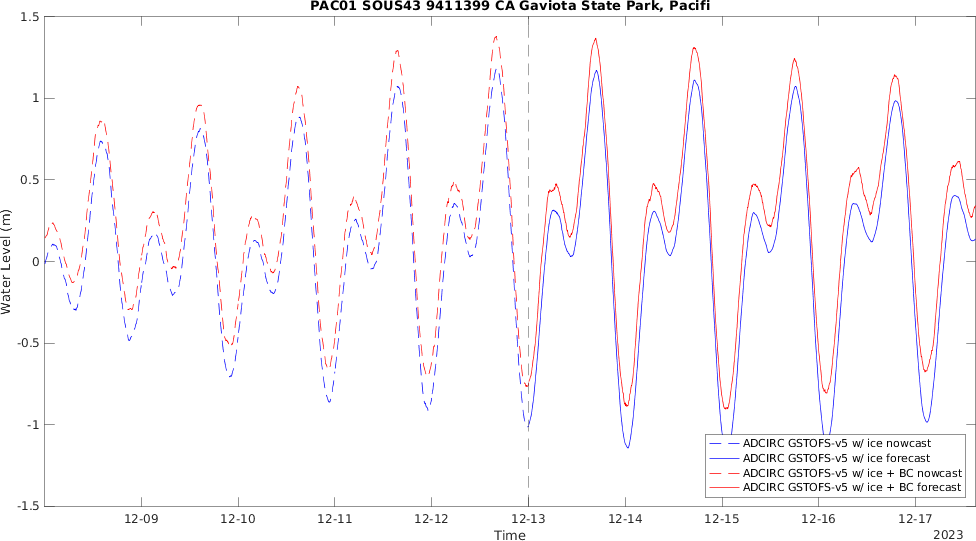 PAC01 SOUS43 9411399 CA Gaviota State Park, Pacifi
1.5
1
0.5
0
-0.5
-1
-1.5
Water Level (m)
12-09
12-10
12-11
12-12
12-13
12-14
12-15
12-16
12-17
Time
2023
ADCIRC GSTOFS-v5 w/ ice nowcast
ADCIRC GSTOFS-v5 w/ ice forecast
ADCIRC GSTOFS-v5 w/ ice + BC nowcast
ADCIRC GSTOFS-v5 w/ ice + BC forecast